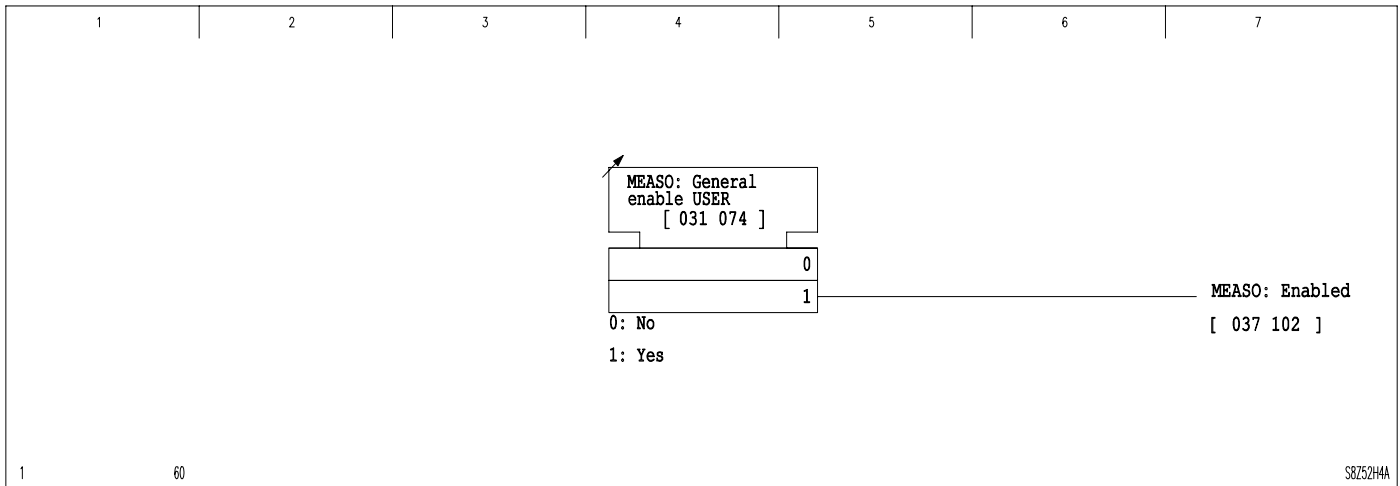 1 2 3 4 5 6 7
MEASO: General
enable USER
[ 031 074 ]
0
1
MEASO: Enabled
[ 037 102 ]
0: No
1: Yes
1 60 S8Z52H4A